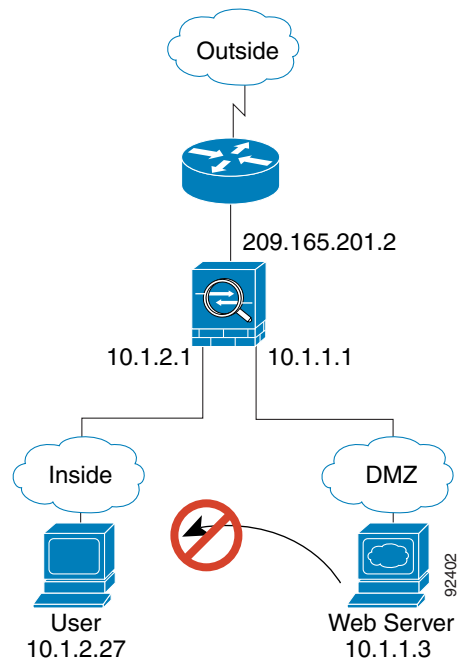 Outside
209.165.201.2
10.1.2.1
10.1.1.1
Inside
DMZ
User
10.1.2.27
Web Server
10.1.1.3
92402